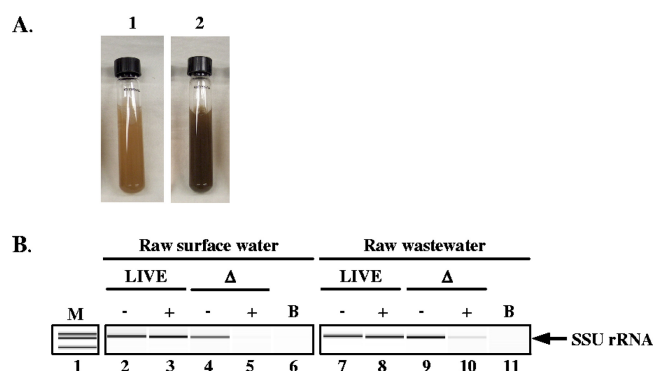 A.
1 2
B.
Raw surface water Raw wastewater
LIVE Δ LIVE Δ
M - + - + B - + - + B
SSU rRNA
1 2 3 4 5 6 7 8 9 10 11